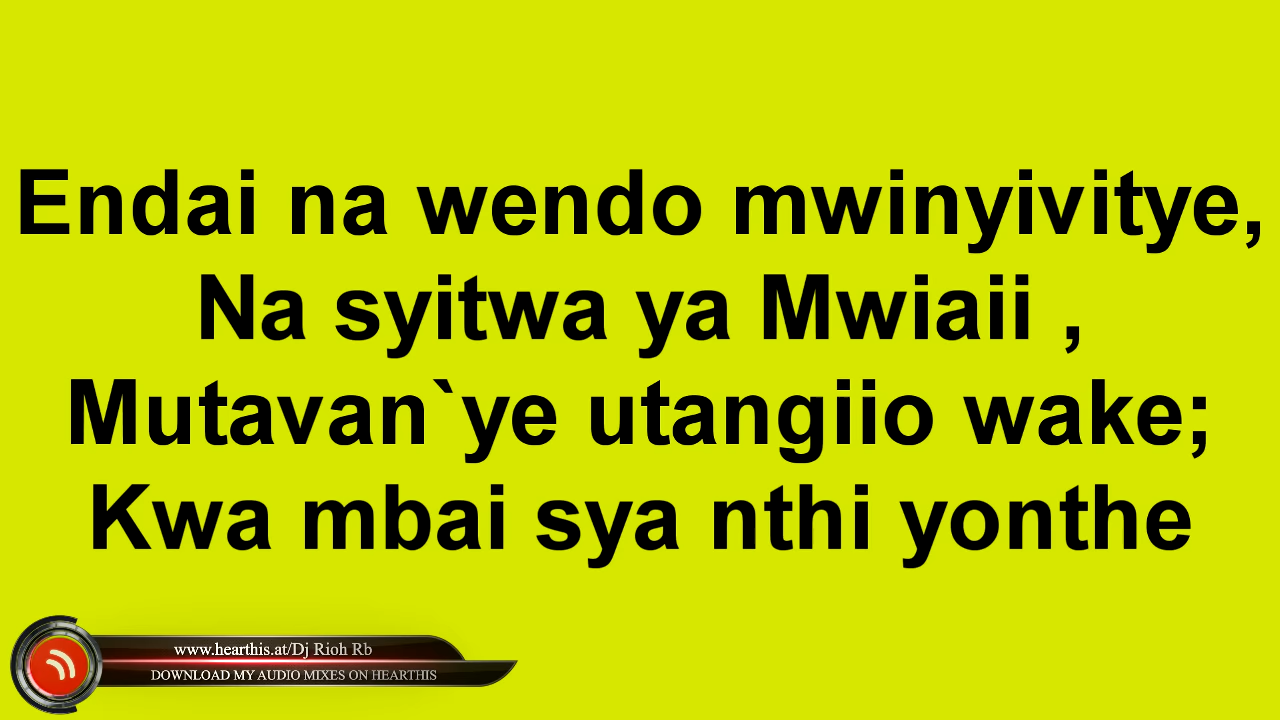 Endai na wendo mwinyivitye,
Na syitwa ya Mwiaii ,
Mutavan`ye utangiio wake;
Kwa mbai sya nthi yonthe
www.hearthis.at/Dj Rioh Rb
DOWNLOAD MY AUDIO MIXES ON HEARTHIS